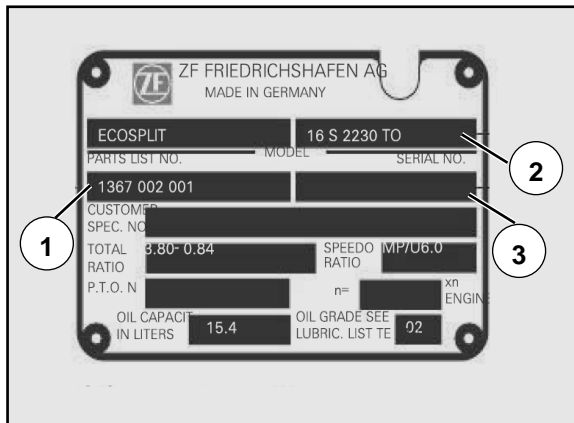 ZF
ZF FRIEDRICHSHAFEN AG
MADE IN GERMANY
ECOSPLIT 16 S 2230 TO
PARTS LIST NO. MODEL SERIAL NO.
2
1367 002 001
1
3
CUSTOMER
SPEC. NO
TOTAL RATIO 3.80- 0.84 SPEEDO RATIO MP/U6.0
P.T.O. N n= xn ENGINE
OIL CAPACIT IN LITERS 15.4 OIL GRADE SEE LUBRIC. LIST TE 02